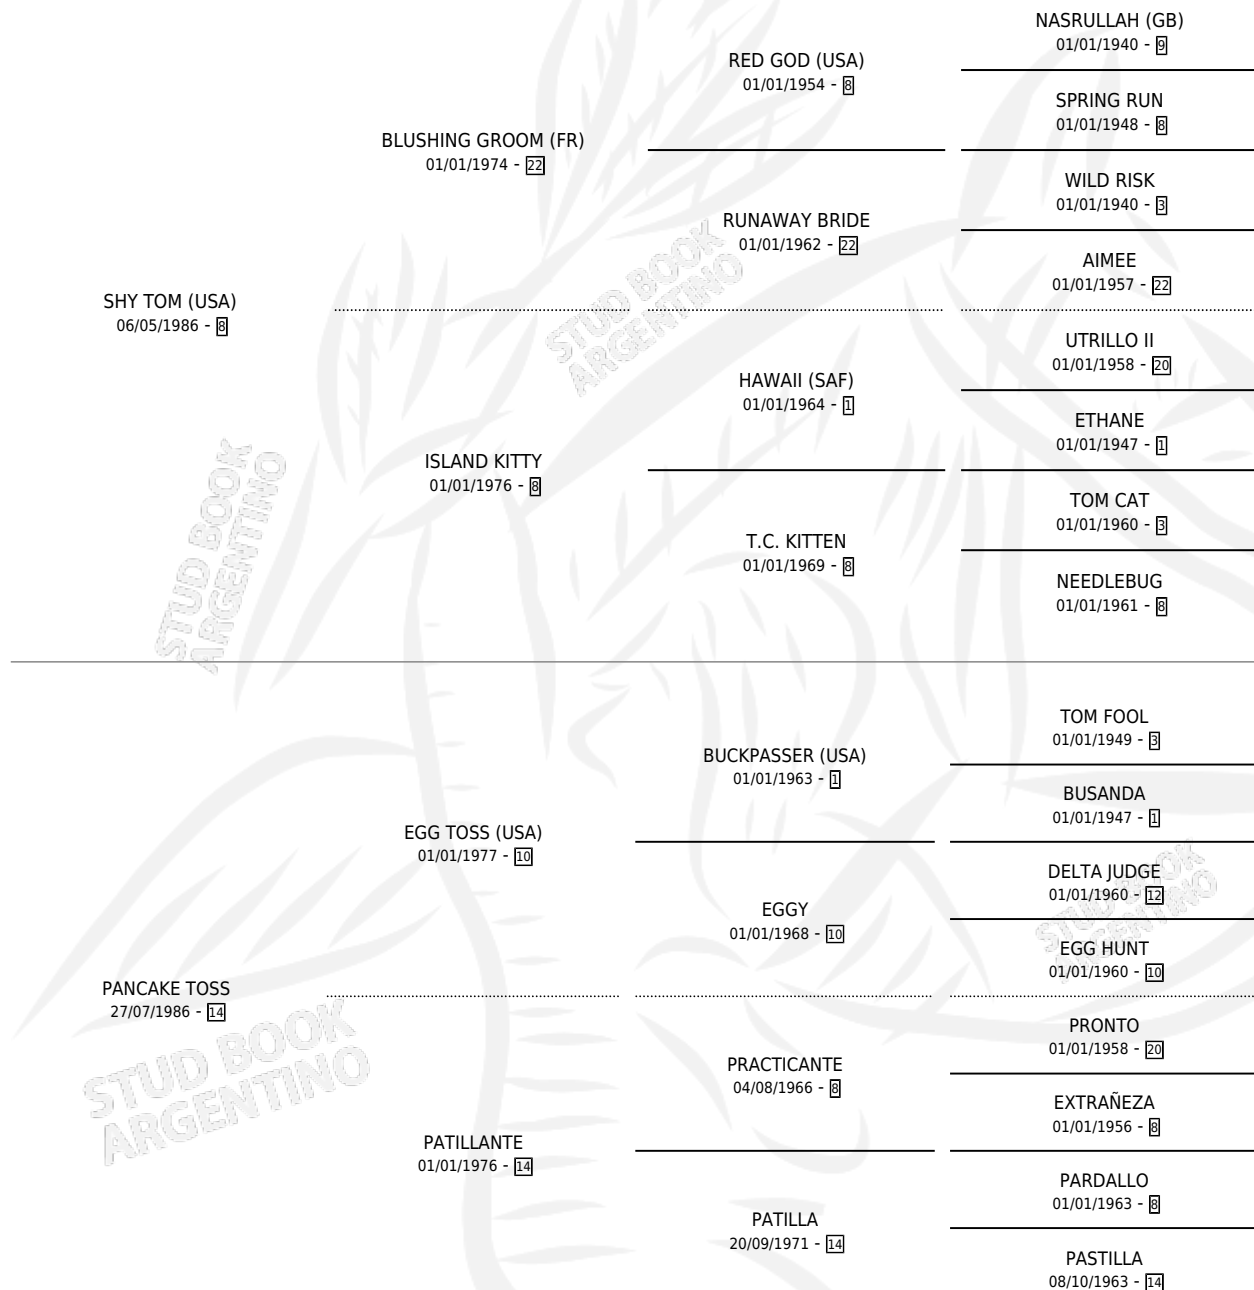 NASRULLAH (GB)
01/01/1940 - 9
RED GOD (USA)
01/01/1954 - 8
SPRING RUN
01/01/1948 - 8
BLUSHING GROOM (FR)
01/01/1974 - 22
WILD RISK
01/01/1940 - 3
RUNAWAY BRIDE
01/01/1962 - 22
AIMEE
01/01/1957 - 22
SHY TOM (USA)
06/05/1986 - 8
STUD BOOK
ARGENTINO
UTRILLO II
01/01/1958 - 20
HAWAII (SAF)
01/01/1964 - 1
ETHANE
01/01/1947 - 1
ISLAND KITTY
01/01/1976 - 8
TOM CAT
01/01/1960 - 3
T.C. KITTEN
01/01/1969 - 8
NEEDLEBUG
01/01/1961 - 8
STUD BOOK
ARGENTINO
TOM FOOL
01/01/1949 - 3
BUCKPASSER (USA)
01/01/1963 - 1
BUSANDA
01/01/1947 - 1
EGG TOSS (USA)
01/01/1977 - 10
DELTA JUDGE
01/01/1960 - 12
EGGY
01/01/1968 - 10
STUD BOOK
ARGENTINO
EGG HUNT
01/01/1960 - 10
PANCAKE TOSS
27/07/1986 - 14
STUD BOOK
ARGENTINO
PRONTO
01/01/1958 - 20
PRACTICANTE
04/08/1966 - 8
EXTRAÑEZA
01/01/1956 - 8
PATILLANTE
01/01/1976 - 14
PARDALLO
01/01/1963 - 8
PATILLA
20/09/1971 - 14
PASTILLA
08/10/1963 - 14